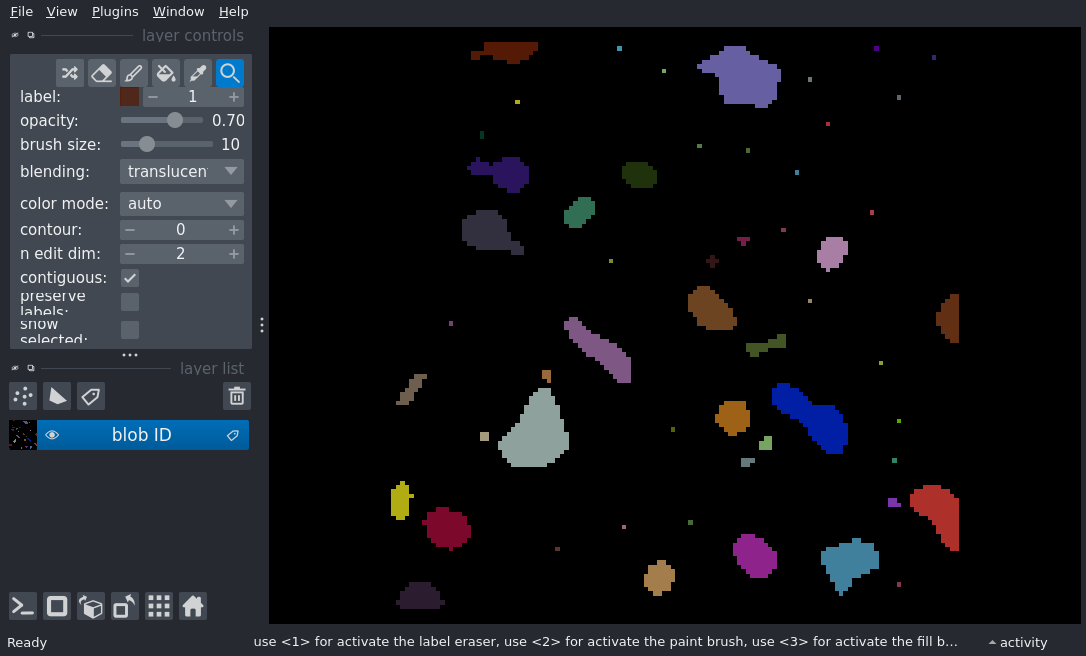 File View Plugins Window Help
layer controls
label: 1
opacity: 0.70
brush size: 10
blending: translucen
color mode: auto
contour: 0
n edit dim: 2
contiguous:
preserve
labels:
show
selected:
layer list
blob ID
Ready
use <1> for activate the label eraser, use <2> for activate the paint brush, use <3> for activate the fill b...
activity